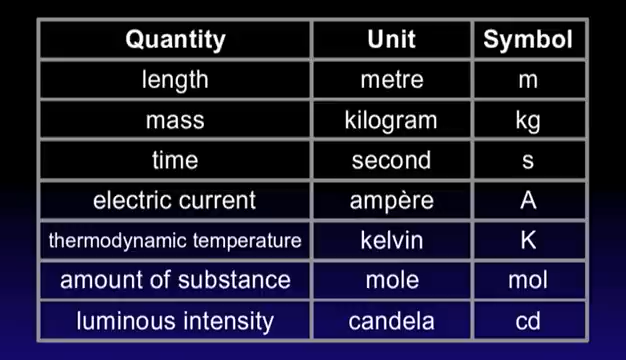 Quantity Unit Symbol
length metre m
mass kilogram kg
time second s
electric current ampère A
thermodynamic temperature kelvin K
amount of substance mole mol
luminous intensity candela cd